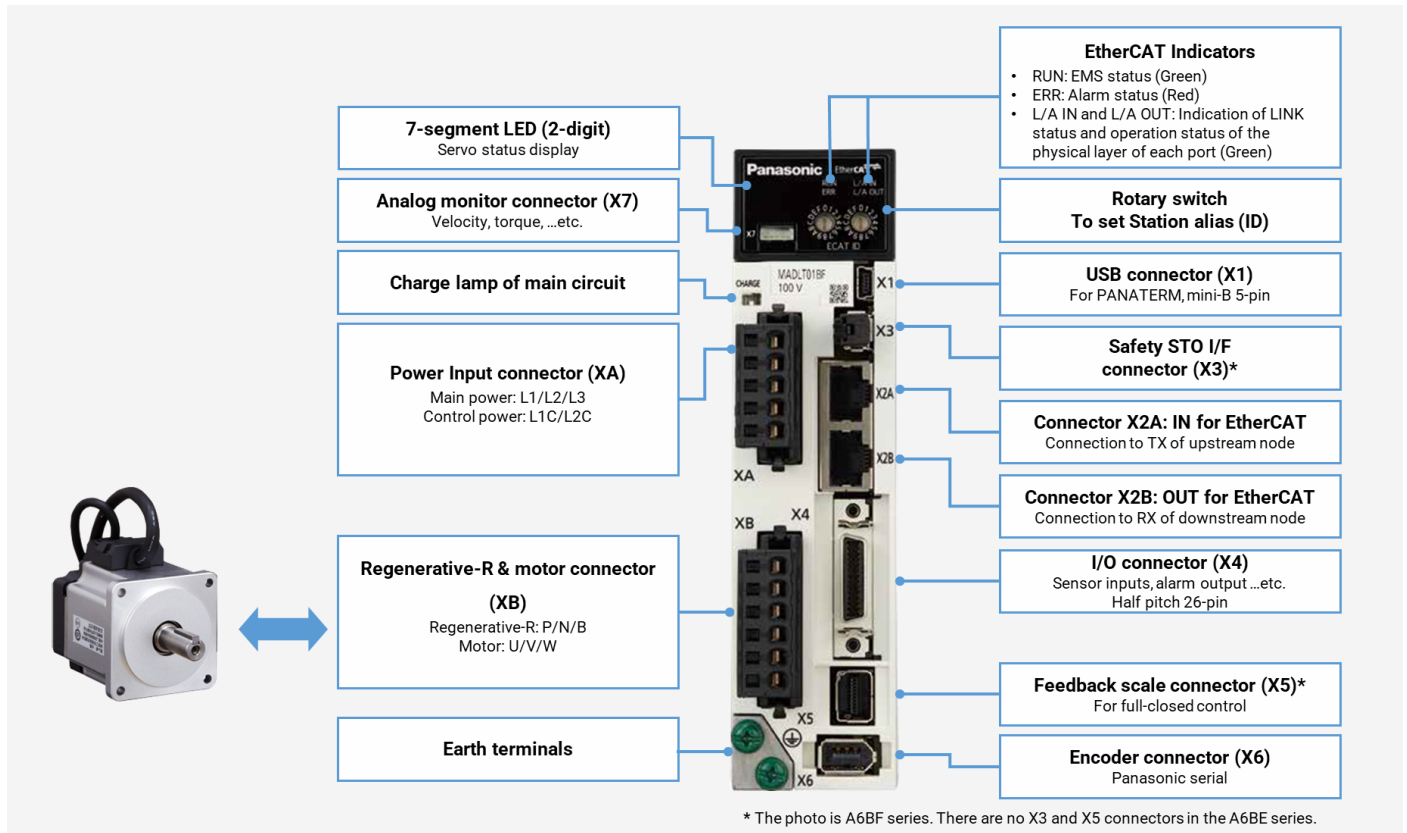 EtherCAT Indicators
• RUN: EMS status (Green)
• ERR: Alarm status (Red)
• L/A IN and L/A OUT: Indication of LINK
status and operation status of the
physical layer of each port (Green)
7-segment LED (2-digit)
Servo status display
Analog monitor connector (X7)
Velocity, torque, ...etc.
Charge lamp of main circuit
Power Input connector (XA)
Main power: L1/L2/L3
Control power: L1C/L2C
Regenerative-R & motor connector
(XB)
Regenerative-R: P/N/B
Motor: U/V/W
Earth terminals
Panasonic EtherCAT
RUN L/A IN
ERR L/A OUT
X7
ECAT ID
MADLT01BF
100 V
CHARGE
X1
X3
X2A
X2B
XA
XB
X4
X5
X6
Rotary switch
To set Station alias (ID)
USB connector (X1)
For PANATERM, mini-B 5-pin
Safety STO I/F
connector (X3)*
Connector X2A: IN for EtherCAT
Connection to TX of upstream node
Connector X2B: OUT for EtherCAT
Connection to RX of downstream node
I/O connector (X4)
Sensor inputs, alarm output ...etc.
Half pitch 26-pin
Feedback scale connector (X5)*
For full-closed control
Encoder connector (X6)
Panasonic serial
* The photo is A6BF series. There are no X3 and X5 connectors in the A6BE series.